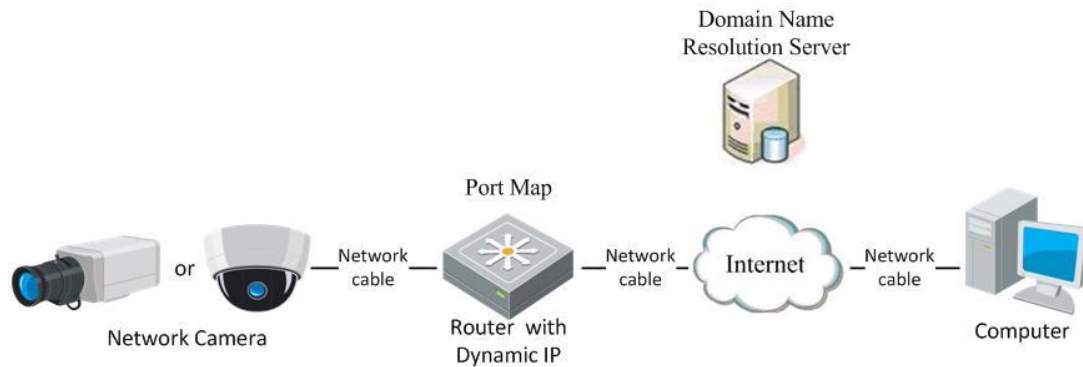 Domain Name
Resolution Server
Port Map
or
Network
cable
Network
cable
Internet
Network
cable
Network Camera
Router with
Dynamic IP
Computer